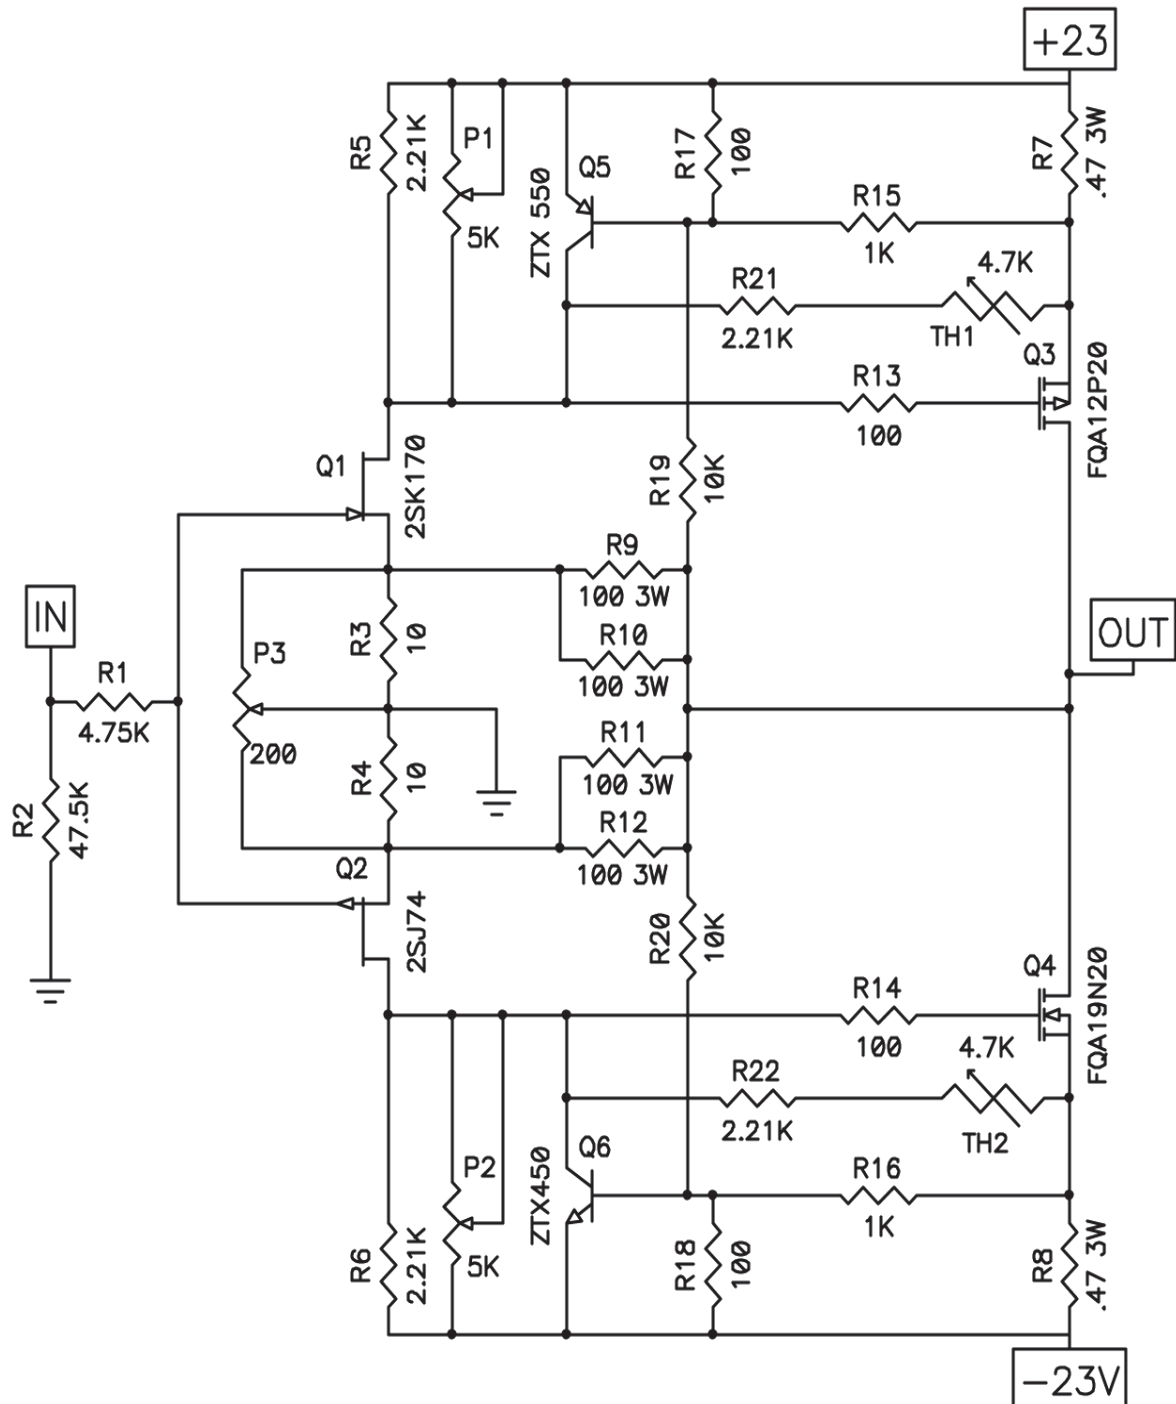 +23
R5
2.21K
P1
5K
Q5
ZTX 550
R17
100
R7
.47 3W
R15
1K
R21
2.21K
4.7K
TH1
Q3
FQA12P20
R13
100
Q1
2SK170
R19
10K
R9
100 3W
R10
100 3W
IN
R1
4.75K
R2
47.5K
P3
200
R3
10
R4
10
OUT
R11
100 3W
R12
100 3W
Q2
2SJ74
R20
10K
Q4
FQA19N20
R14
100
R22
2.21K
4.7K
TH2
Q6
ZTX450
P2
5K
R6
2.21K
R16
1K
R18
100
R8
.47 3W
-23V